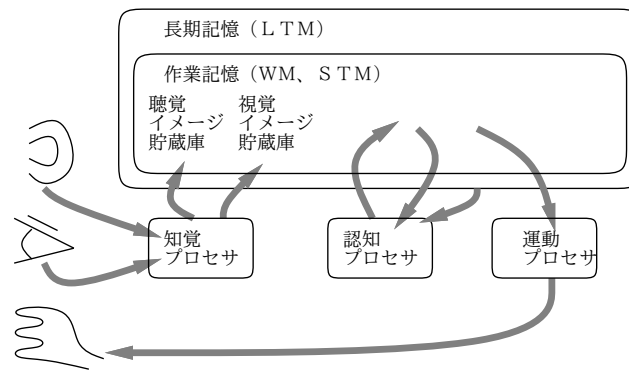 長期記憶（ＬＴＭ）
作業記憶（WM、ＳＴＭ）
聴覚
イメージ
貯蔵庫
視覚
イメージ
貯蔵庫
知覚
プロセサ
認知
プロセサ
運動
プロセサ